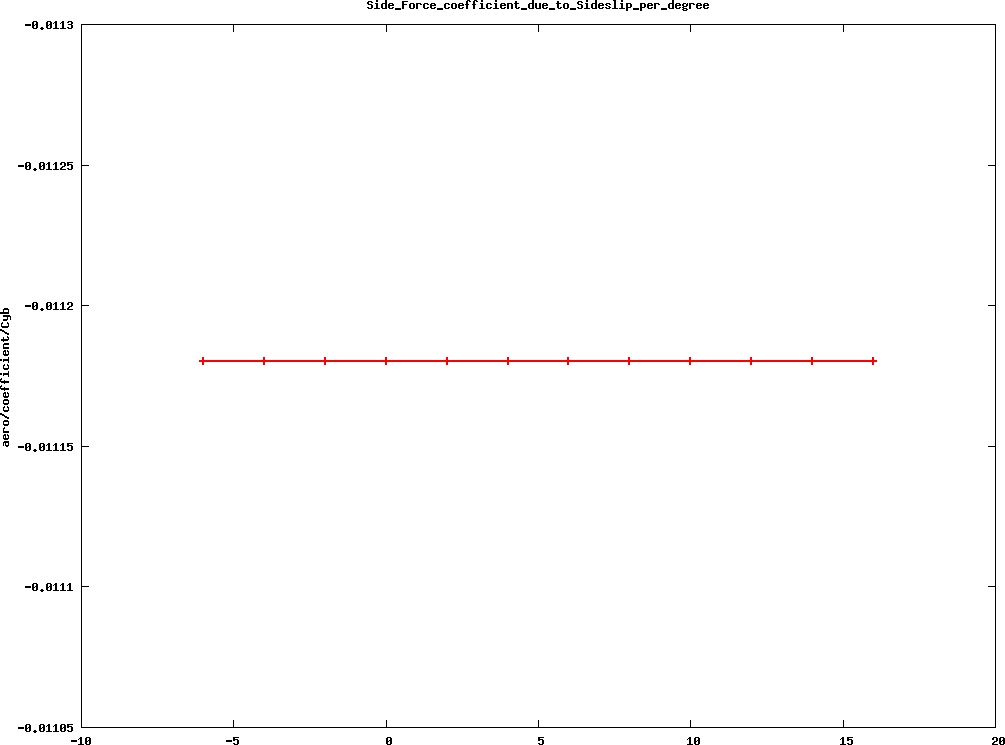 Side_Force_coefficient_due_to_Sideslip_per_degree
-0.0113
-0.01125
-0.0112
aero/coefficient/Cyb
-0.01115
-0.0111
-0.01105
-10 -5 0 5 10 15 20